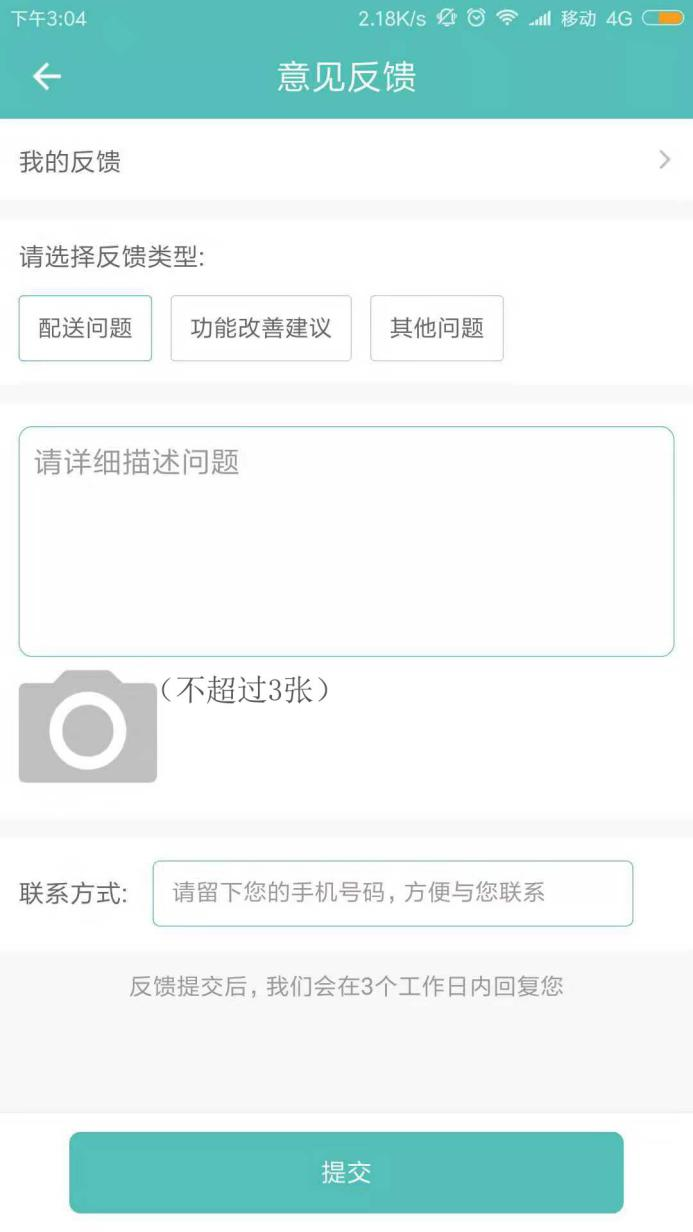 下午3:04 2.18K/s 移动 4G
意见反馈
我的反馈
请选择反馈类型:
配送问题 功能改善建议 其他问题
请详细描述问题
（不超过3张）
联系方式: 请留下您的手机号码，方便与您联系
反馈提交后，我们会在3个工作日内回复您
提交